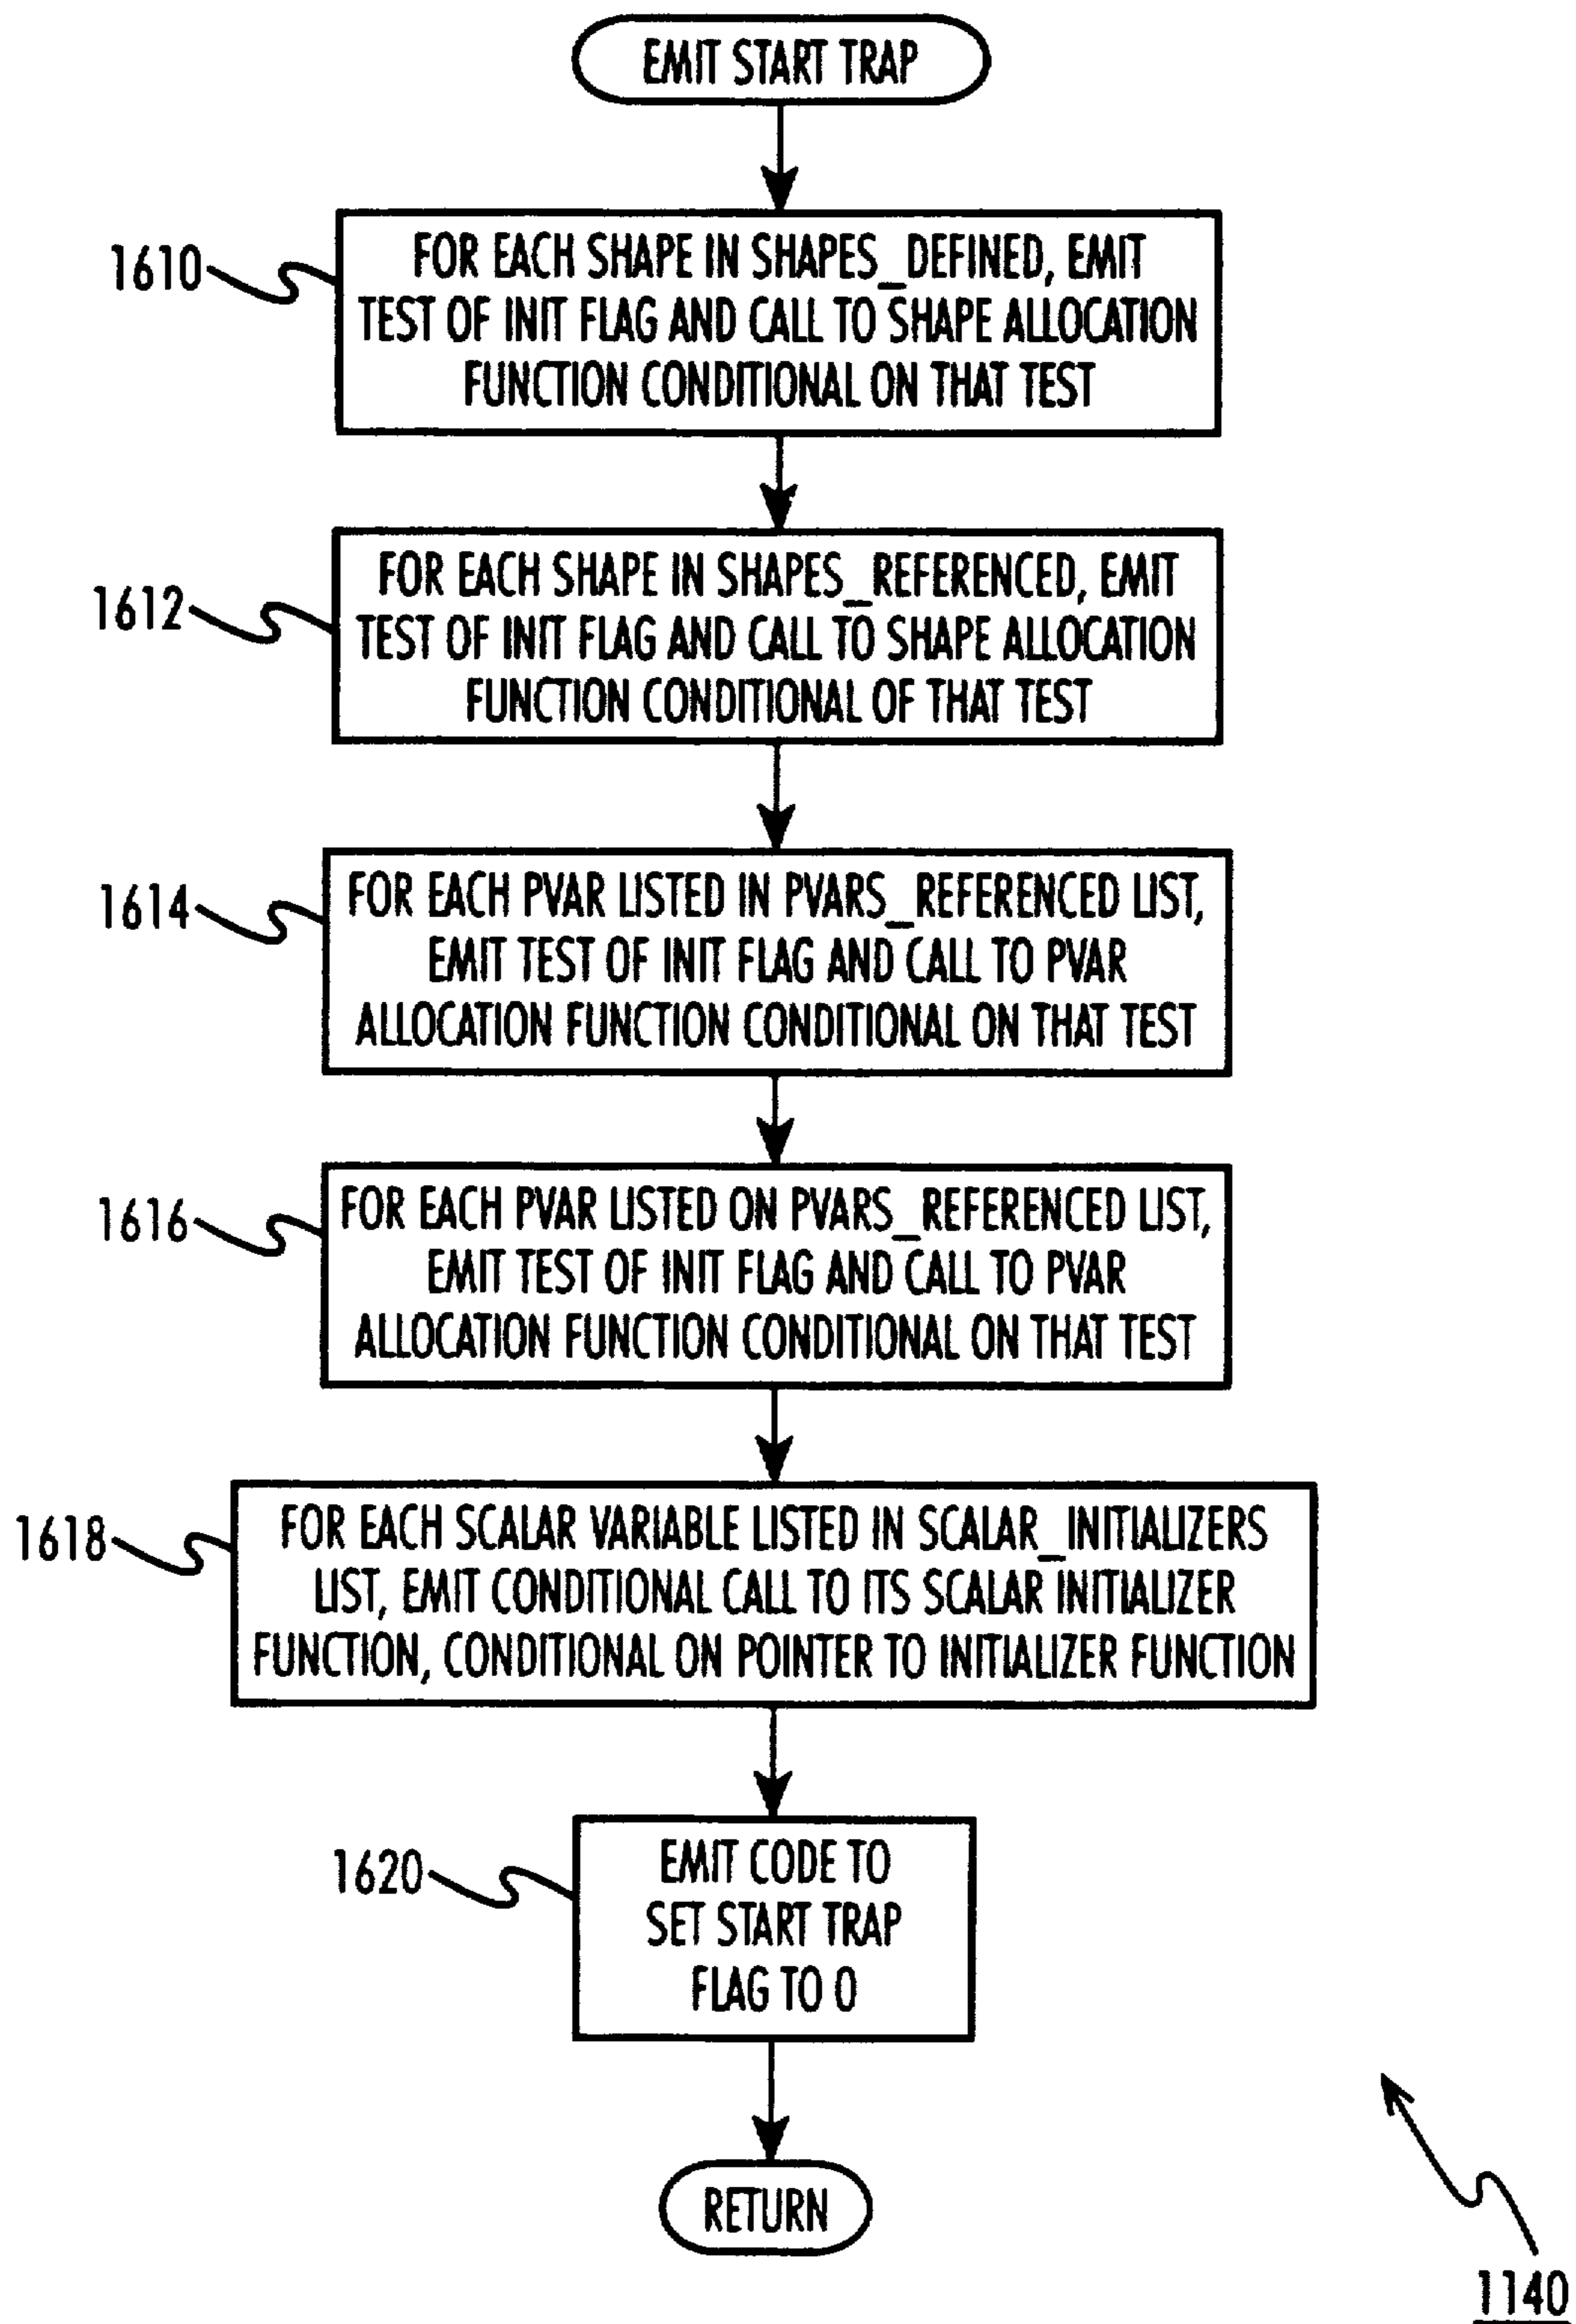 EMIT START TRAP
1610
FOR EACH SHAPE IN SHAPES_DEFINED, EMIT
TEST OF INIT FLAG AND CALL TO SHAPE ALLOCATION
FUNCTION CONDITIONAL ON THAT TEST
1612
FOR EACH SHAPE IN SHAPES_REFERENCED, EMIT
TEST OF INIT FLAG AND CALL TO SHAPE ALLOCATION
FUNCTION CONDITIONAL OF THAT TEST
1614
FOR EACH PVAR LISTED IN PVARS_REFERENCED LIST,
EMIT TEST OF INIT FLAG AND CALL TO PVAR
ALLOCATION FUNCTION CONDITIONAL ON THAT TEST
1616
FOR EACH PVAR LISTED ON PVARS_REFERENCED LIST,
EMIT TEST OF INIT FLAG AND CALL TO PVAR
ALLOCATION FUNCTION CONDITIONAL ON THAT TEST
1618
FOR EACH SCALAR VARIABLE LISTED IN SCALAR_INITIALIZERS
LIST, EMIT CONDITIONAL CALL TO ITS SCALAR INITIALIZER
FUNCTION, CONDITIONAL ON POINTER TO INITIALIZER FUNCTION
1620
EMIT CODE TO
SET START TRAP
FLAG TO 0
RETURN
1140